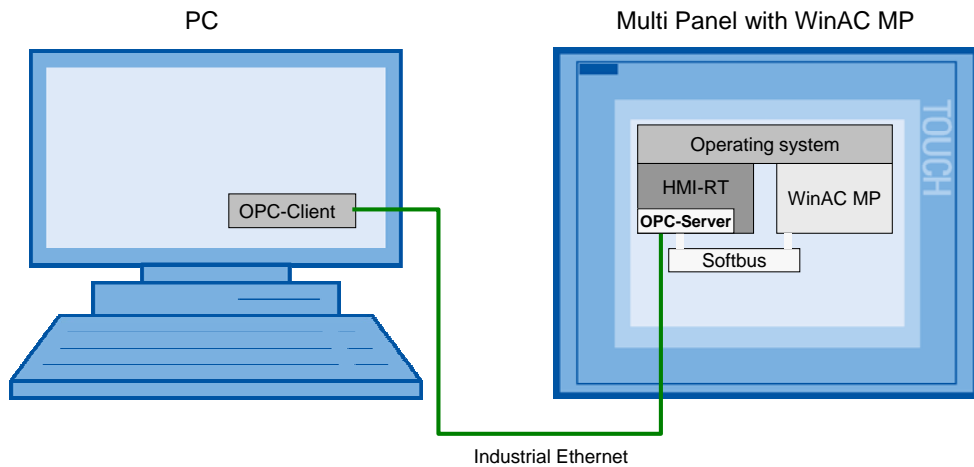 PC
Multi Panel with WinAC MP
TOUCH
Operating system
HMI-RT
WinAC MP
OPC-Client
OPC-Server
Softbus
Industrial Ethernet